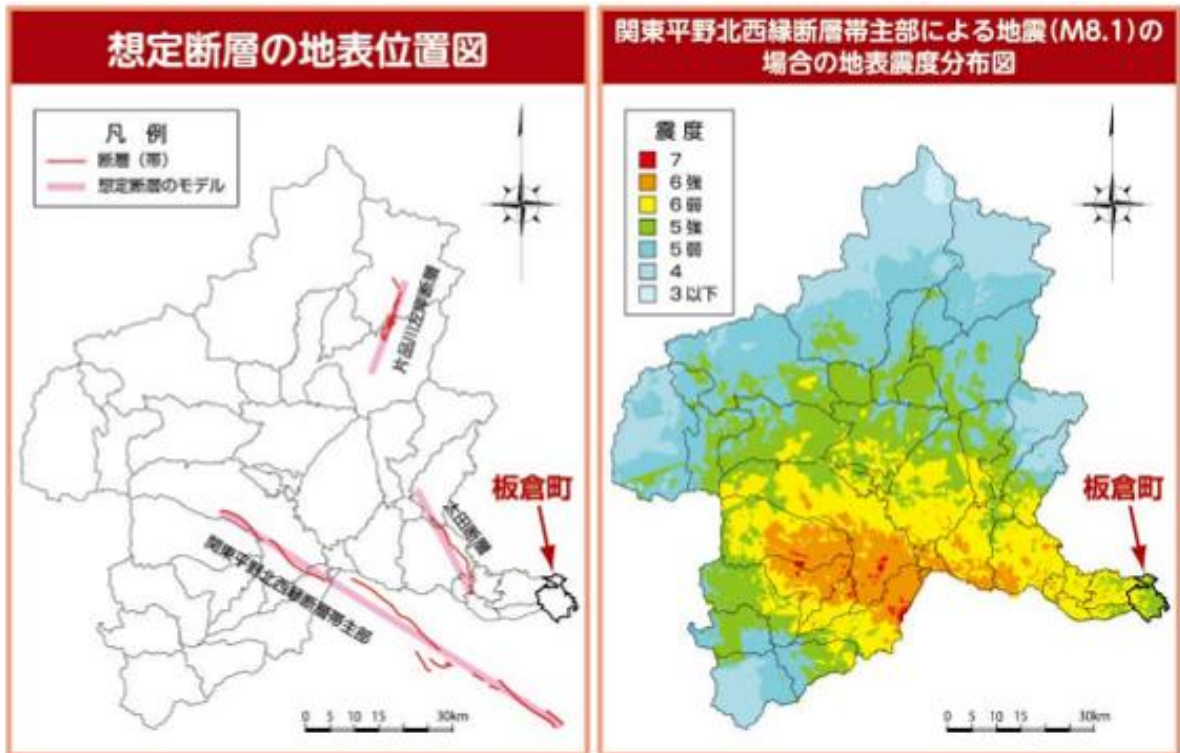 想定断層の地表位置図
凡 例
断層（帯）
想定断層のモデル
片品川左岸断層
太田断層
関東平野北西縁断層帯主部
板倉町
0 5 10 15 30km
関東平野北西縁断層帯主部による地震（M8.1）の
場合の地表震度分布図
震 度
7
6強
6弱
5強
5弱
4
3以下
板倉町
0 5 10 15 30km